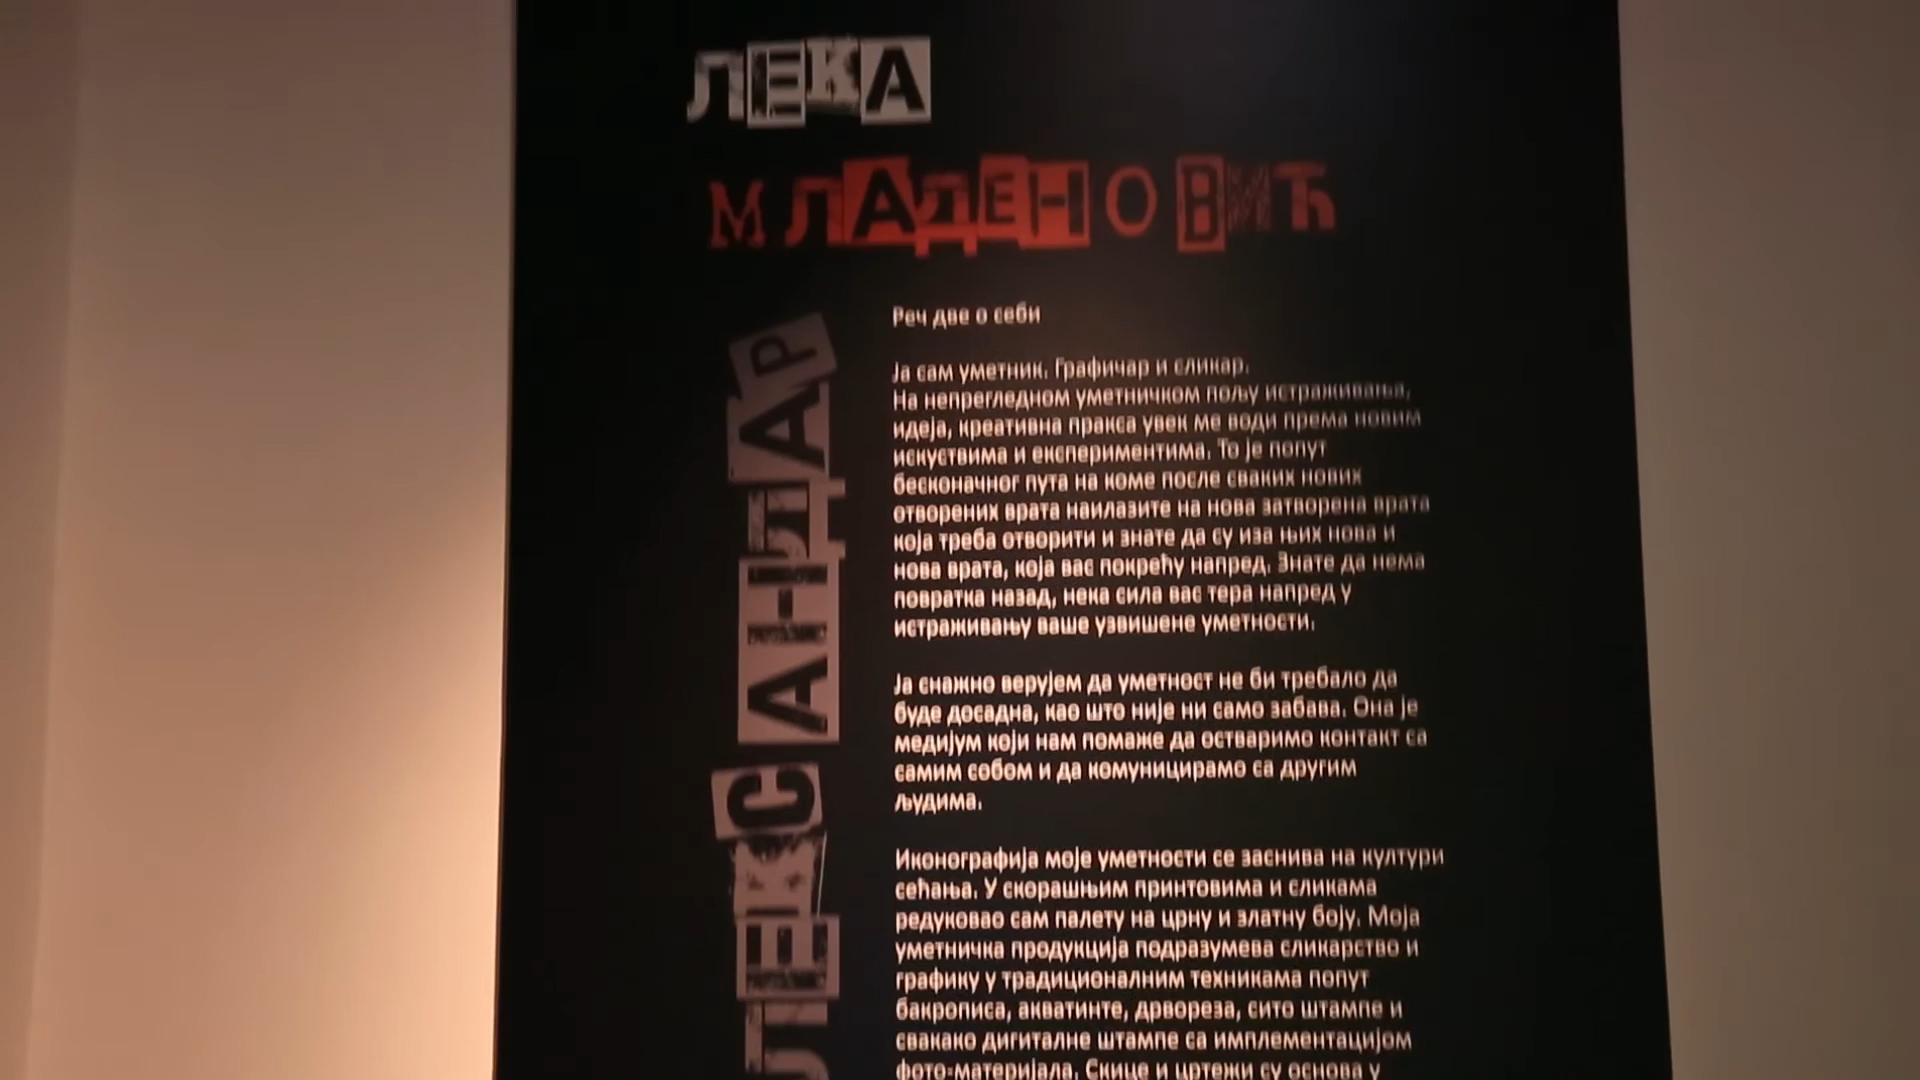 ЛЕКА
МЛАДЕНОВИЋ
ЛЕКСАНДАР
Реч две о себи
Ја сам уметник. Графичар и сликар.
На непрегледном уметничком пољу истраживања,
идеја, креативна пракса увек ме води према новим
искуствима и експериментима. То је попут
бесконачног пута на коме после сваких нових
отворених врата наилазите на нова затворена врата
која треба отворити и знате да су иза њих нова и
нова врата, која вас покрећу напред. Знате да нема
повратка назад, нека сила вас тера напред у
истраживању ваше узвишене уметности.
Ја снажно верујем да уметност не би требало да
буде досадна, као што није ни само забава. Она је
медијум који нам помаже да остваримо контакт са
самим собом и да комуницирамо са другим
људима.
Иконографија моје уметности се заснива на култури
сећања. У скорашњим принтовима и сликама
редуковао сам палету на црну и златну боју. Моја
уметничка продукција подразумева сликарство и
графику у традиционалним техникама попут
бакрописа, акватинте, дрвореза, сито штампе и
свакако дигиталне штампе са имплементацијом
фото-материјала. Скице и цртежи су основа у